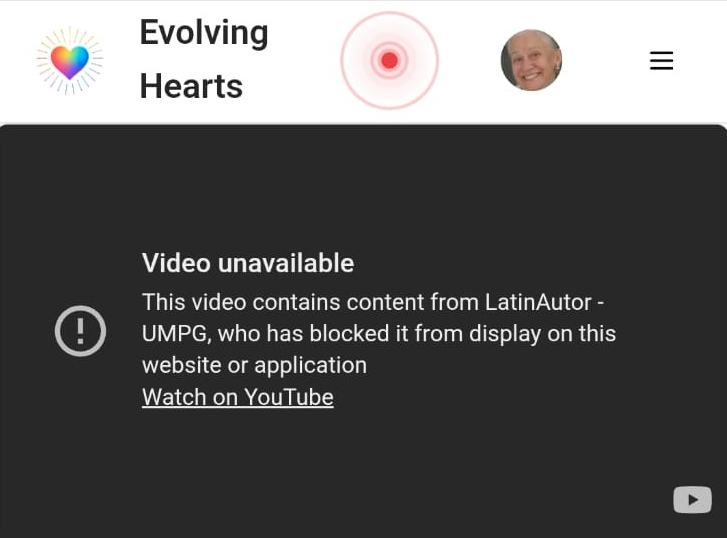 Evolving
Hearts
Video unavailable
This video contains content from LatinAutor -
UMPG, who has blocked it from display on this
website or application
Watch on YouTube